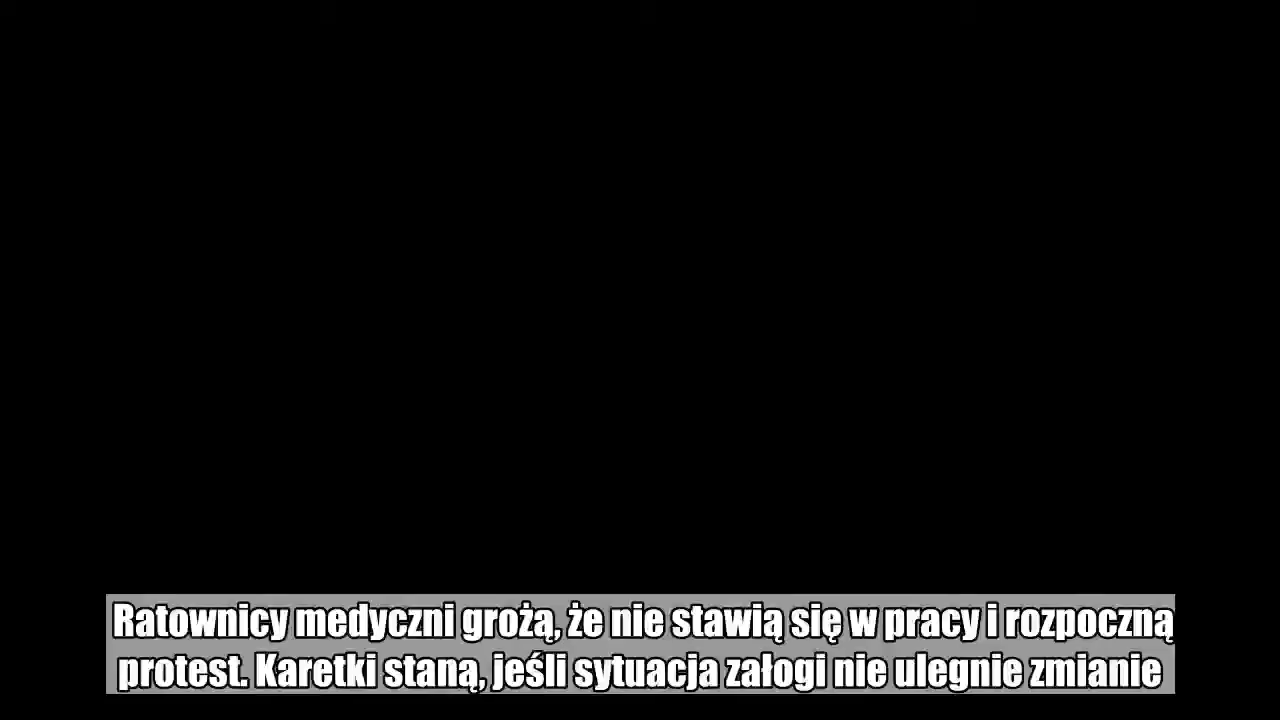 Ratownicy medyczni grożą, że nie stawią się w pracy i rozpoczną
protest. Karetki staną, jeśli sytuacja załogi nie ulegnie zmianie